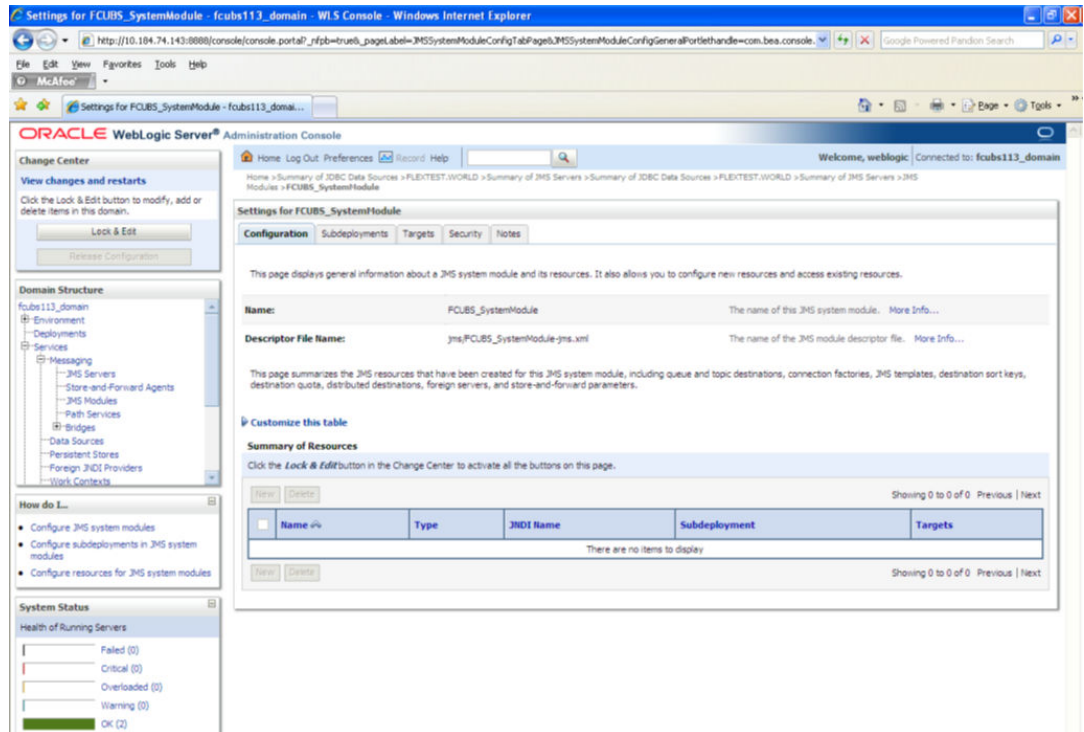 Settings for FCUBS_SystemModule - fcubs113_domain - WLS Console - Windows Internet Explorer
http://10.184.74.143:8888/console/console.portal?_nfpb=true&_pageLabel=JMSSystemModuleConfigTabPage&JMSSystemModuleConfigGeneralPortlethandle=com.bea.console.
Google Powered Pandion Search
File Edit View Favorites Tools Help
McAfee
Settings for FCUBS_SystemModule - fcubs113_domai...
Page Tools
ORACLE WebLogic Server® Administration Console
Change Center
View changes and restarts
Click the Lock & Edit button to modify, add or
delete items in this domain.
Lock & Edit
Release Configuration
Domain Structure
fcubs113_domain
Environment
Deployments
Services
Messaging
JMS Servers
Store-and-Forward Agents
JMS Modules
Path Services
Bridges
Data Sources
Persistent Stores
Foreign JNDI Providers
Work Contexts
How do I...
Configure JMS system modules
Configure subdeployments in JMS system
modules
Configure resources for JMS system modules
System Status
Health of Running Servers
Failed (0)
Critical (0)
Overloaded (0)
Warning (0)
OK (2)
Home Log Out Preferences Record Help
Welcome, weblogic Connected to: fcubs113_domain
Home >Summary of JDBC Data Sources >FLEXTEST.WORLD >Summary of JMS Servers >Summary of JDBC Data Sources >FLEXTEST.WORLD >Summary of JMS Servers >JMS
Modules >FCUBS_SystemModule
Settings for FCUBS_SystemModule
Configuration Subdeployments Targets Security Notes
This page displays general information about a JMS system module and its resources. It also allows you to configure new resources and access existing resources.
Name: FCUBS_SystemModule The name of this JMS system module. More Info...
Descriptor File Name: jms/FCUBS_SystemModule-jms.xml The name of the JMS module descriptor file. More Info...
This page summarizes the JMS resources that have been created for this JMS system module, including queue and topic destinations, connection factories, JMS templates, destination sort keys,
destination quota, distributed destinations, foreign servers, and store-and-forward parameters.
Customize this table
Summary of Resources
Click the Lock & Edit button in the Change Center to activate all the buttons on this page.
New Delete Showing 0 to 0 of 0 Previous | Next
Name Type JNDI Name Subdeployment Targets
There are no items to display
New Delete Showing 0 to 0 of 0 Previous | Next